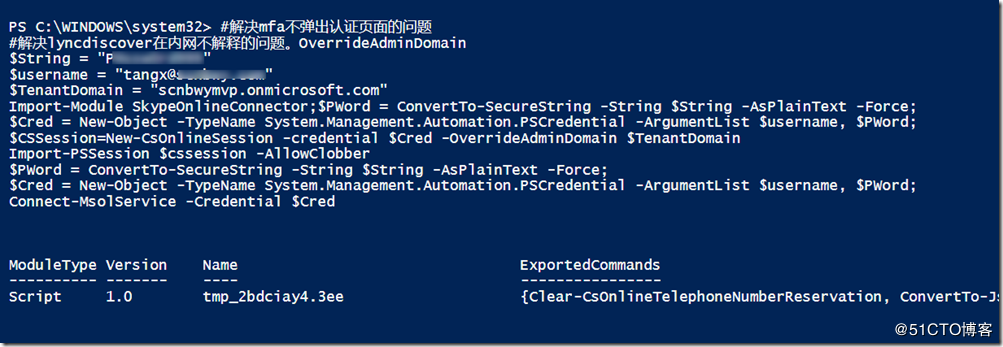 PS C:\WINDOWS\system32> #解决mfa不弹出认证页面的问题
#解决lyncdiscover在内网不解释的问题。OverrideAdminDomain
$String = "P"
$username = "tangx@"
$TenantDomain = "scnbwymvp.onmicrosoft.com"
Import-Module SkypeOnlineConnector;$PWord = ConvertTo-SecureString -String $String -AsPlainText -Force;
$Cred = New-Object -TypeName System.Management.Automation.PSCredential -ArgumentList $username, $PWord;
$CSSession=New-CsOnlineSession -credential $Cred -OverrideAdminDomain $TenantDomain
Import-PSSession $cssession -AllowClobber
$PWord = ConvertTo-SecureString -String $String -AsPlainText -Force;
$Cred = New-Object -TypeName System.Management.Automation.PSCredential -ArgumentList $username, $PWord;
Connect-MsolService -Credential $Cred
ModuleType Version Name ExportedCommands
---------- ------- ---- ----------------
Script 1.0 tmp_2bdciay4.3ee {Clear-CsOnlineTelephoneNumberReservation, ConvertTo-Js
@51CTO博客